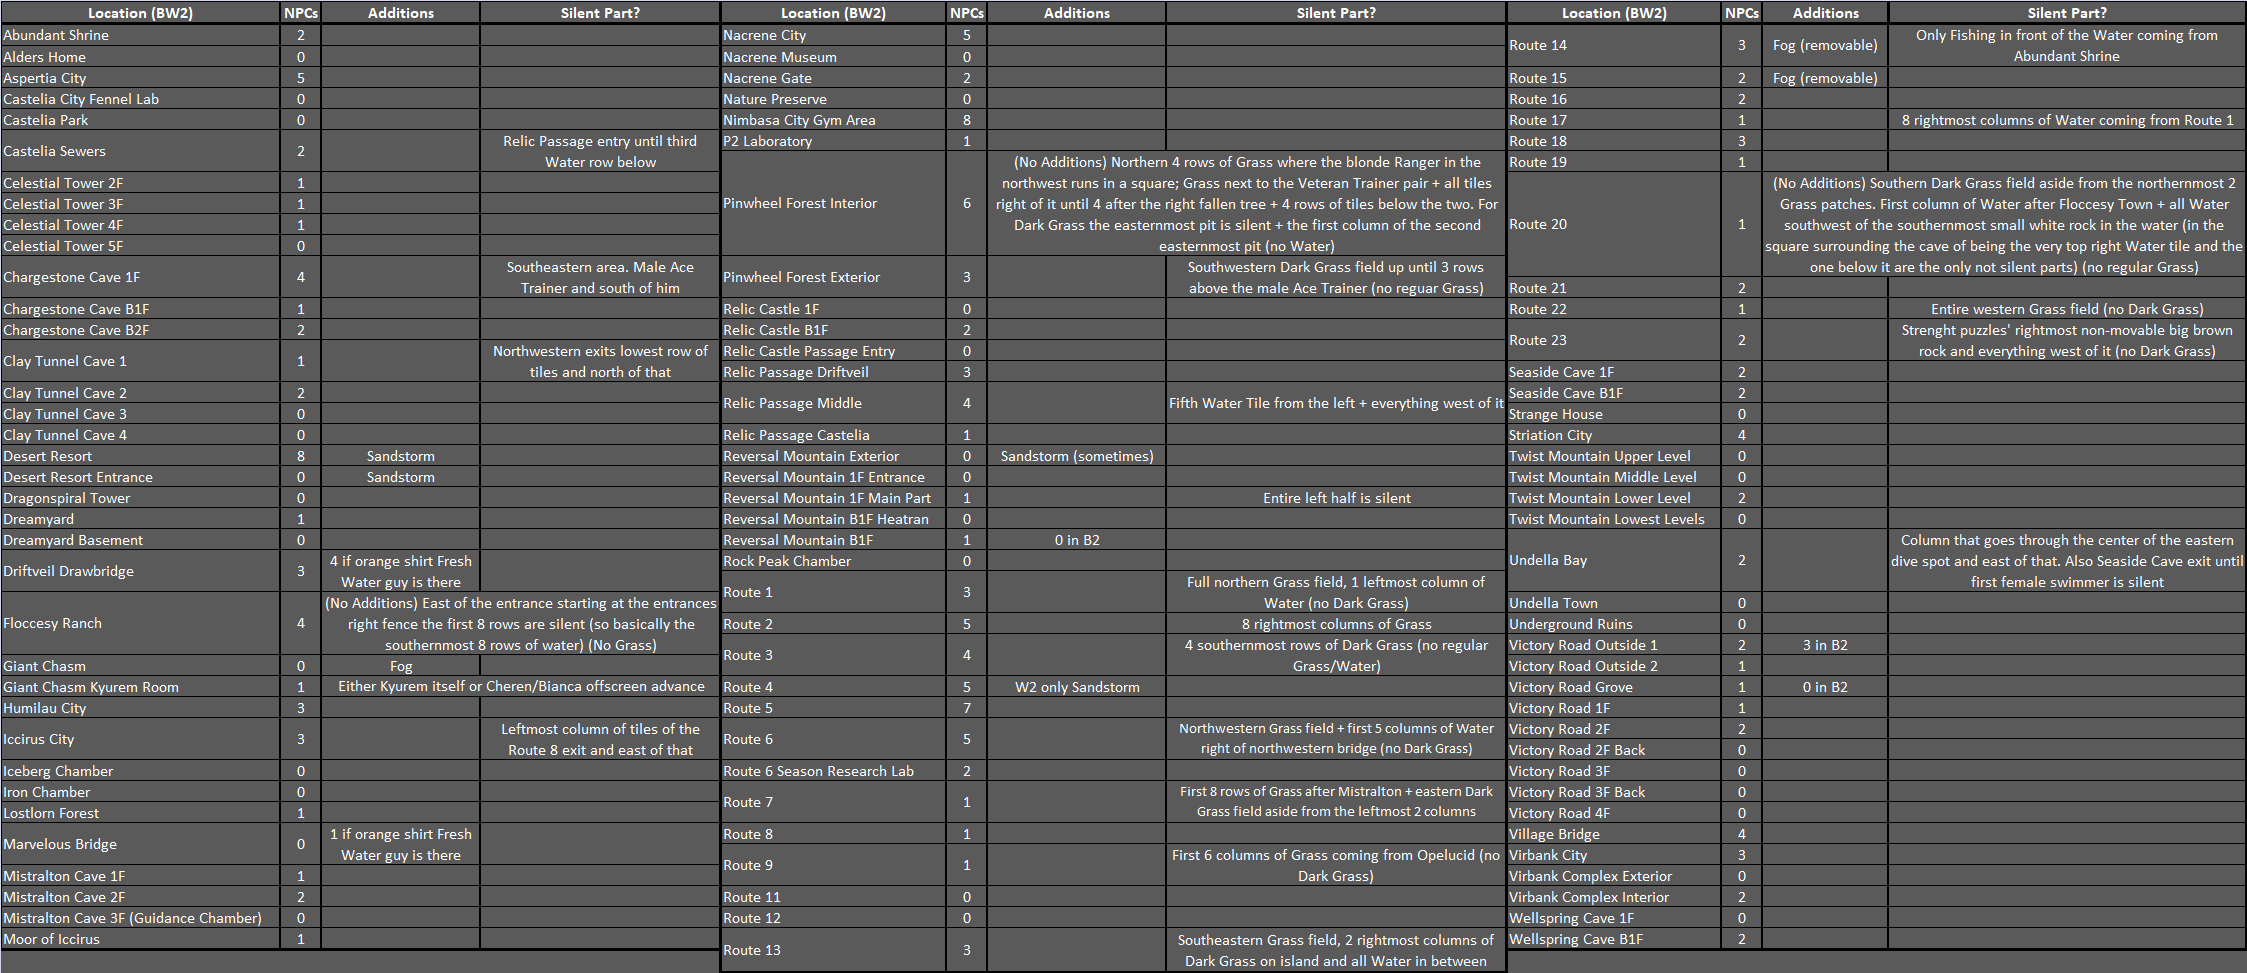 Location (BW2) NPCs Additions Silent Part?
Abundant Shrine 2
Alders Home 0
Aspertia City 5
Castelia City Fennel Lab 0
Castelia Park 0
Castelia Sewers 2 Relic Passage entry until third
Water row below
Celestial Tower 2F 1
Celestial Tower 3F 1
Celestial Tower 4F 1
Celestial Tower 5F 0
Chargestone Cave 1F 4 Southeastern area. Male Ace
Trainer and south of him
Chargestone Cave B1F 1
Chargestone Cave B2F 2
Clay Tunnel Cave 1 1 Northwestern exits lowest row of
tiles and north of that
Clay Tunnel Cave 2 2
Clay Tunnel Cave 3 0
Clay Tunnel Cave 4 0
Desert Resort 8 Sandstorm
Desert Resort Entrance 0 Sandstorm
Dragonspiral Tower 0
Dreamyard 1
Dreamyard Basement 0
Driftveil Drawbridge 3 4 if orange shirt Fresh
Water guy is there
Floccesy Ranch 4 (No Additions) East of the entrance starting at the entrances
right fence the first 8 rows are silent (so basically the
southernmost 8 rows of water) (No Grass)
Giant Chasm 0 Fog
Giant Chasm Kyurem Room 1 Either Kyurem itself or Cheren/Bianca offscreen advance
Humilau City 3
Iccirus City 3 Leftmost column of tiles of the
Route 8 exit and east of that
Iceberg Chamber 0
Iron Chamber 0
Lostlorn Forest 1
Marvelous Bridge 0 1 if orange shirt Fresh
Water guy is there
Mistralton Cave 1F 1
Mistralton Cave 2F 2
Mistralton Cave 3F (Guidance Chamber) 0
Moor of Iccirus 1
Location (BW2) NPCs Additions Silent Part?
Nacrene City 5
Nacrene Museum 0
Nacrene Gate 2
Nature Preserve 0
Nimbasa City Gym Area 8
P2 Laboratory 1
Pinwheel Forest Interior 6 (No Additions) Northern 4 rows of Grass where the blonde Ranger in the
northwest runs in a square; Grass next to the Veteran Trainer pair + all tiles
right of it until 4 after the right fallen tree + 4 rows of tiles below the two. For
Dark Grass the easternmost pit is silent + the first column of the second
easternmost pit (no Water)
Pinwheel Forest Exterior 3 Southwestern Dark Grass field up until 3 rows
above the male Ace Trainer (no reguar Grass)
Relic Castle 1F 0
Relic Castle B1F 2
Relic Castle Passage Entry 0
Relic Passage Driftveil 3
Relic Passage Middle 4 Fifth Water Tile from the left + everything west of it
Relic Passage Castelia 1
Reversal Mountain Exterior 0 Sandstorm (sometimes)
Reversal Mountain 1F Entrance 0
Reversal Mountain 1F Main Part 1 Entire left half is silent
Reversal Mountain B1F Heatran 0
Reversal Mountain B1F 1 0 in B2
Rock Peak Chamber 0
Route 1 3 Full northern Grass field, 1 leftmost column of
Water (no Dark Grass)
Route 2 5 8 rightmost columns of Grass
Route 3 4 4 southernmost rows of Dark Grass (no regular
Grass/Water)
Route 4 5 W2 only Sandstorm
Route 5 7
Route 6 5 Northwestern Grass field + first 5 columns of Water
right of northwestern bridge (no Dark Grass)
Route 6 Season Research Lab 2
Route 7 1 First 8 rows of Grass after Mistralton + eastern Dark
Grass field aside from the leftmost 2 columns
Route 8 1
Route 9 1 First 6 columns of Grass coming from Opelucid (no
Dark Grass)
Route 11 0
Route 12 0
Route 13 3 Southeastern Grass field, 2 rightmost columns of
Dark Grass on island and all Water in between
Location (BW2) NPCs Additions Silent Part?
Route 14 3 Fog (removable) Only Fishing in front of the Water coming from
Abundant Shrine
Route 15 2 Fog (removable)
Route 16 2
Route 17 1 8 rightmost columns of Water coming from Route 1
Route 18 3
Route 19 1
Route 20 1 (No Additions) Southern Dark Grass field aside from the northernmost 2
Grass patches. First column of Water after Floccesy Town + all Water
southwest of the southernmost small white rock in the water (in the
square surrounding the cave of being the very top right Water tile and the
one below it are the only not silent parts) (no regular Grass)
Route 21 2
Route 22 1 Entire western Grass field (no Dark Grass)
Route 23 2 Strenght puzzles' rightmost non-movable big brown
rock and everything west of it (no Dark Grass)
Seaside Cave 1F 2
Seaside Cave B1F 2
Strange House 0
Striation City 4
Twist Mountain Upper Level 0
Twist Mountain Middle Level 0
Twist Mountain Lower Level 2
Twist Mountain Lowest Levels 0
Undella Bay 2 Column that goes through the center of the eastern
dive spot and east of that. Also Seaside Cave exit until
first female swimmer is silent
Undella Town 0
Underground Ruins 0
Victory Road Outside 1 2 3 in B2
Victory Road Outside 2 1
Victory Road Grove 1 0 in B2
Victory Road 1F 1
Victory Road 2F 2
Victory Road 2F Back 0
Victory Road 3F 0
Victory Road 3F Back 0
Victory Road 4F 0
Village Bridge 4
Virbank City 3
Virbank Complex Exterior 0
Virbank Complex Interior 2
Wellspring Cave 1F 0
Wellspring Cave B1F 2